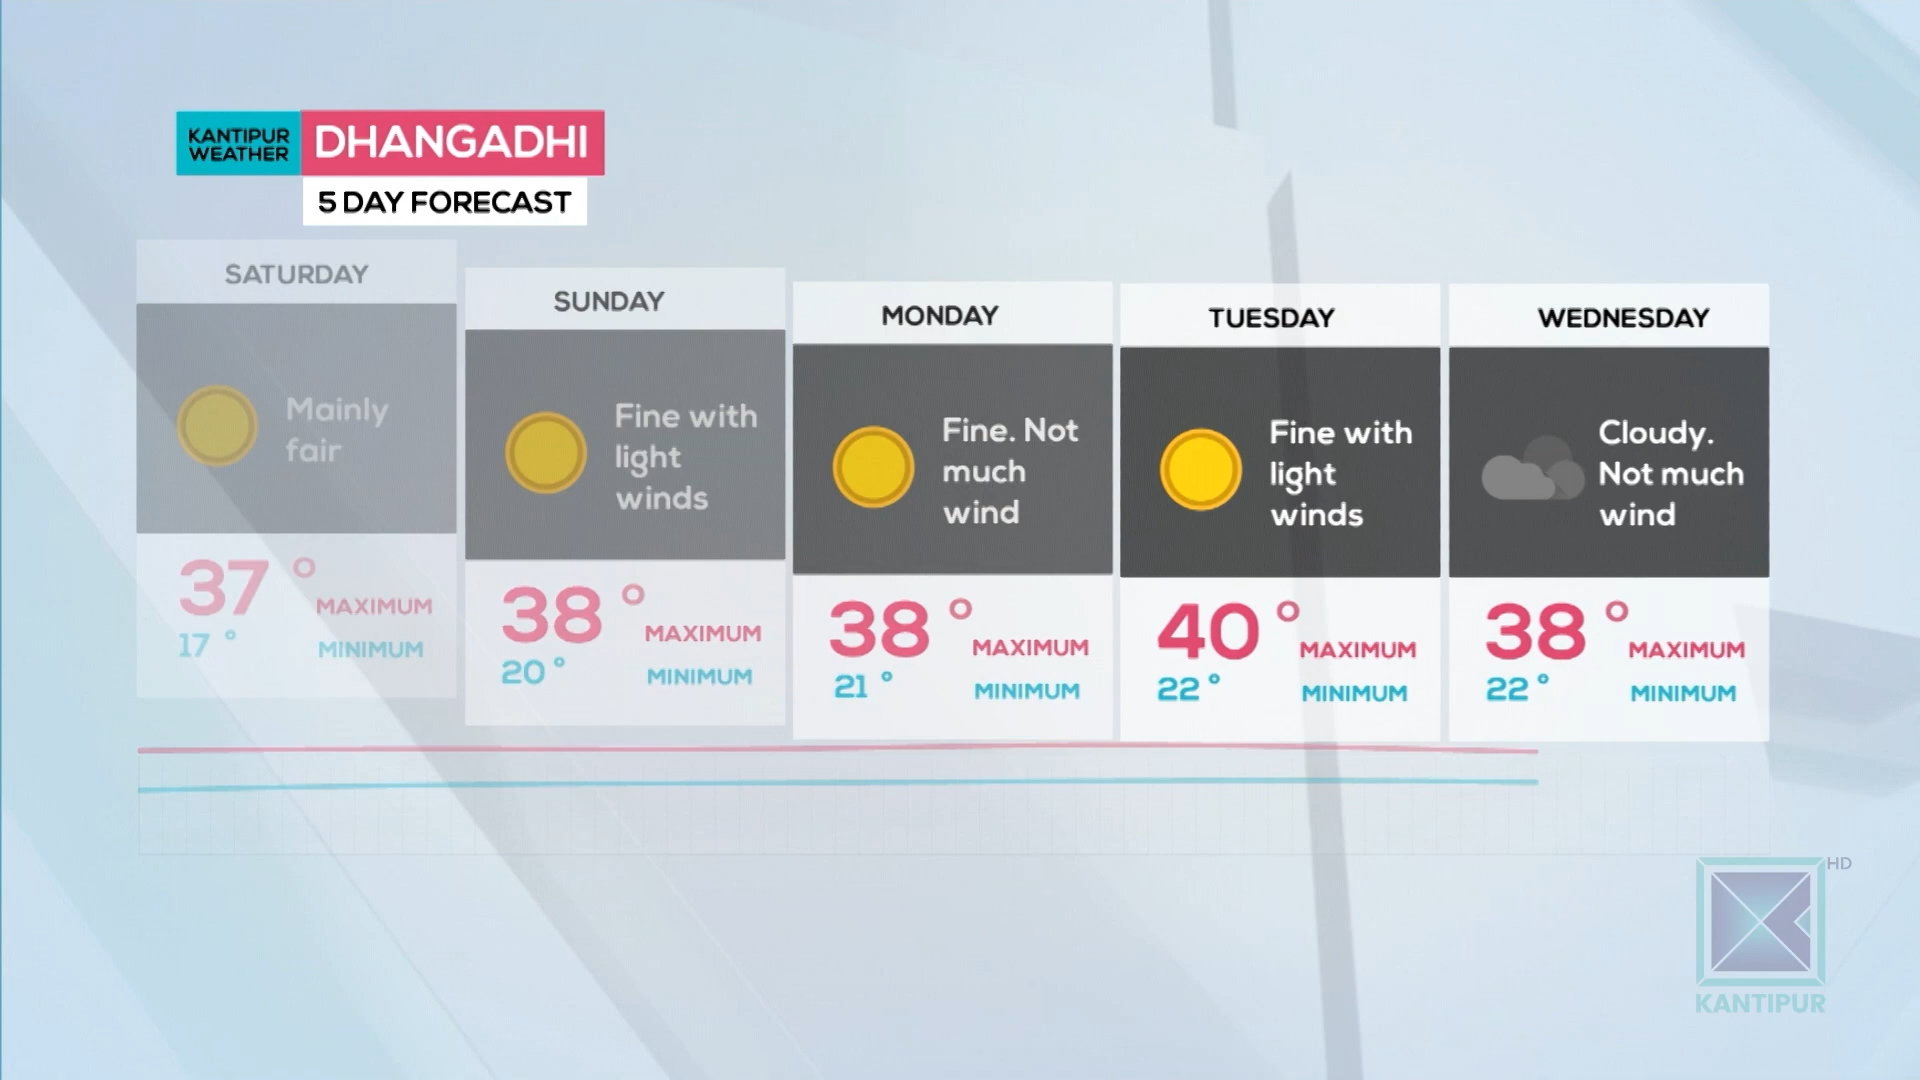 KANTIPUR
WEATHER
DHANGADHI
5 DAY FORECAST
SATURDAY
Mainly
fair
37°
MAXIMUM
17°
MINIMUM
SUNDAY
Fine with
light
winds
38°
MAXIMUM
20°
MINIMUM
MONDAY
Fine. Not
much
wind
38°
MAXIMUM
21°
MINIMUM
TUESDAY
Fine with
light
winds
40°
MAXIMUM
22°
MINIMUM
WEDNESDAY
Cloudy.
Not much
wind
38°
MAXIMUM
22°
MINIMUM
HD
KANTIPUR